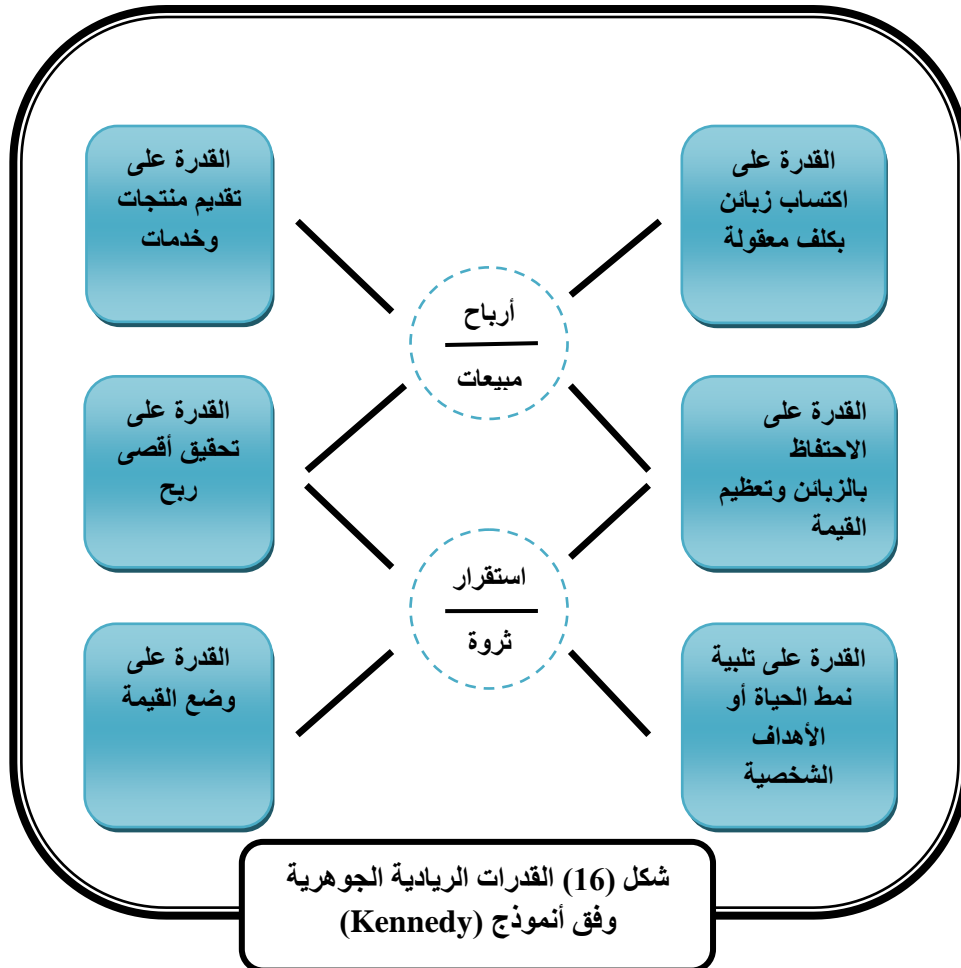 القدرة على
اكتساب زبائن
بكلف معقولة
القدرة على
تقديم منتجات
وخدمات
أرباح
مبيعات
القدرة على
الاحتفاظ
بالزبائن وتعظيم
القيمة
القدرة على
تحقيق أقصى
ربح
استقرار
ثروة
القدرة على تلبية
نمط الحياة أو
الأهداف
الشخصية
القدرة على
وضع القيمة
شكل (16) القدرات الريادية الجوهرية
وفق أنموذج (Kennedy)